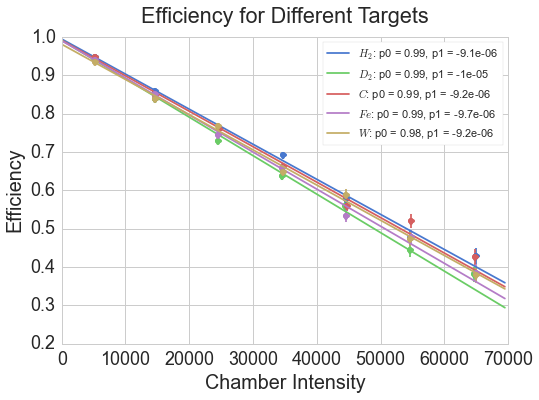 Efficiency for Different Targets
1.0
0.9
0.8
0.7
0.6
0.5
0.4
0.3
0.2
Efficiency
H₂: p0 = 0.99, p1 = -9.1e-06
D₂: p0 = 0.99, p1 = -1e-05
C: p0 = 0.99, p1 = -9.2e-06
Fe: p0 = 0.99, p1 = -9.7e-06
W: p0 = 0.98, p1 = -9.2e-06
0 10000 20000 30000 40000 50000 60000 70000
Chamber Intensity